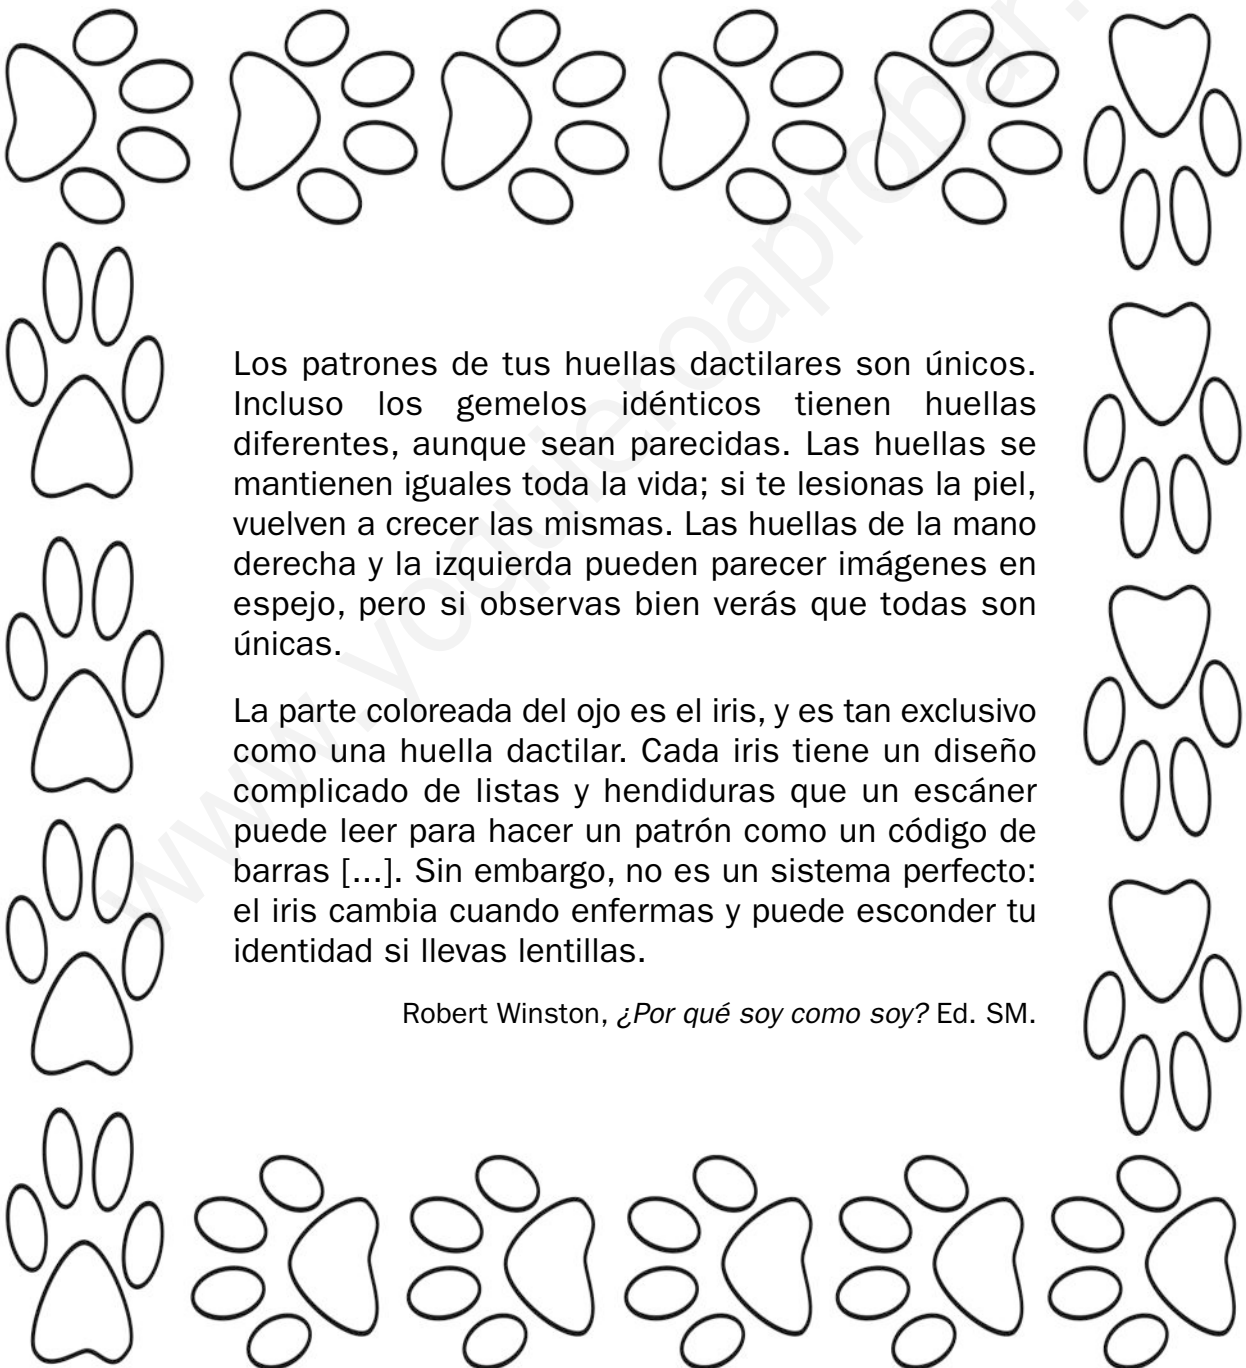 Los patrones de tus huellas dactilares son únicos.
Incluso los gemelos idénticos tienen huellas
diferentes, aunque sean parecidas. Las huellas se
mantienen iguales toda la vida; si te lesionas la piel,
vuelven a crecer las mismas. Las huellas de la mano
derecha y la izquierda pueden parecer imágenes en
espejo, pero si observas bien verás que todas son
únicas.
La parte coloreada del ojo es el iris, y es tan exclusivo
como una huella dactilar. Cada iris tiene un diseño
complicado de listas y hendiduras que un escáner
puede leer para hacer un patrón como un código de
barras [...]. Sin embargo, no es un sistema perfecto:
el iris cambia cuando enfermas y puede esconder tu
identidad si llevas lentillas.
Robert Winston, ¿Por qué soy como soy? Ed. SM.
www.yoquieroaprobar.